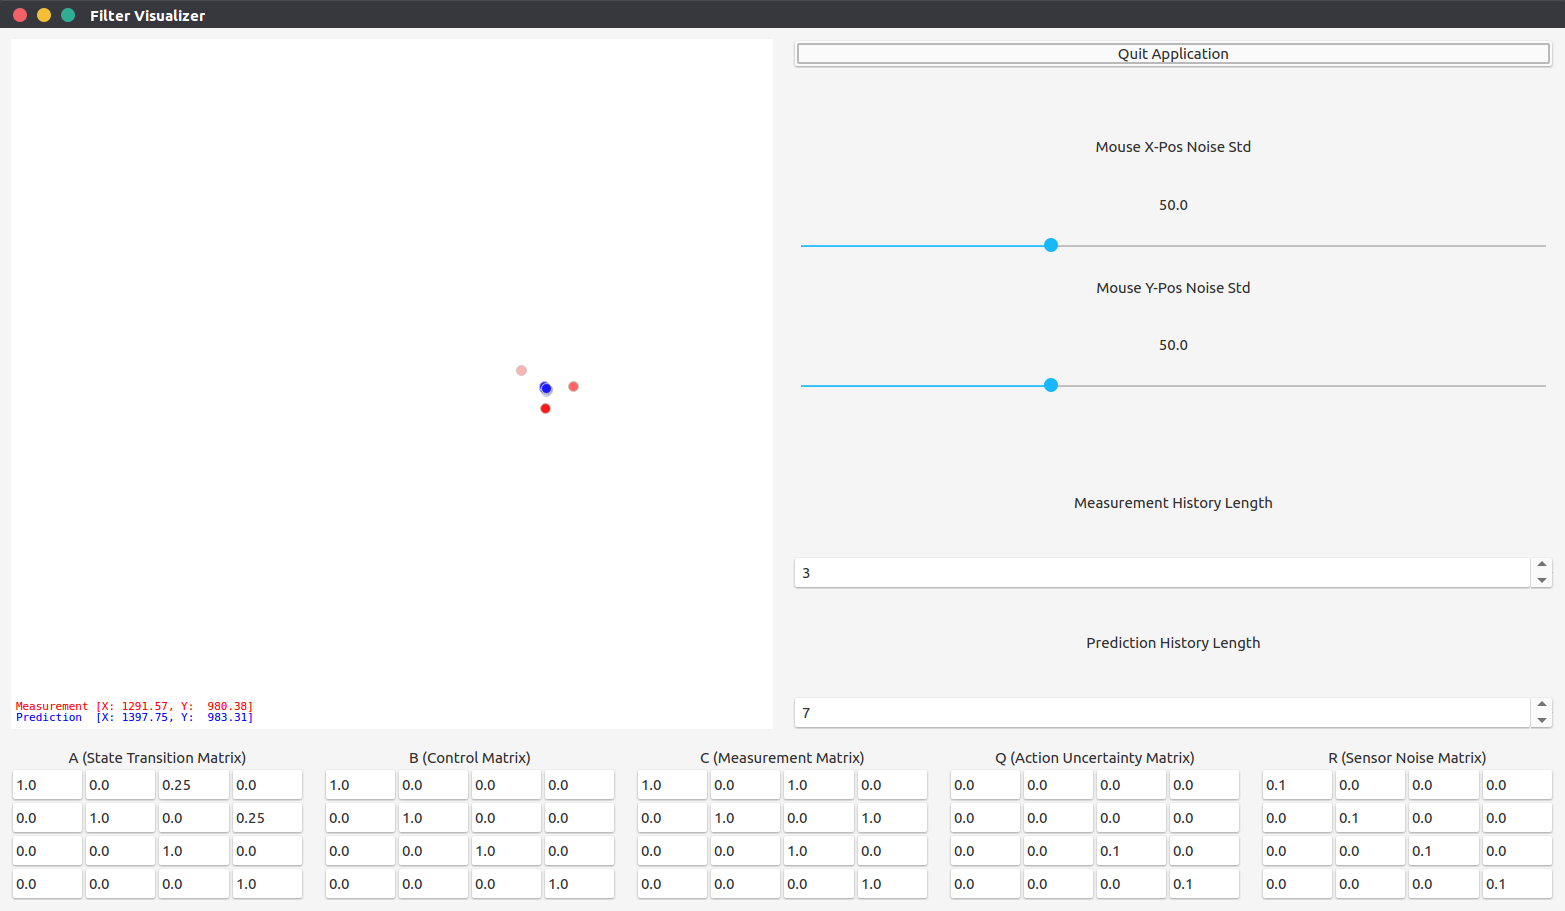 Filter Visualizer
Quit Application
Mouse X-Pos Noise Std
50.0
Mouse Y-Pos Noise Std
50.0
Measurement History Length
3
Prediction History Length
7
Measurement [X: 1291.57, Y:  980.38]
Prediction  [X: 1397.75, Y:  983.31]
A (State Transition Matrix)
1.0 0.0 0.25 0.0
0.0 1.0 0.0 0.25
0.0 0.0 1.0 0.0
0.0 0.0 0.0 1.0
B (Control Matrix)
1.0 0.0 0.0 0.0
0.0 1.0 0.0 0.0
0.0 0.0 1.0 0.0
0.0 0.0 0.0 1.0
C (Measurement Matrix)
1.0 0.0 1.0 0.0
0.0 1.0 0.0 1.0
0.0 0.0 1.0 0.0
0.0 0.0 0.0 1.0
Q (Action Uncertainty Matrix)
0.0 0.0 0.0 0.0
0.0 0.0 0.0 0.0
0.0 0.0 0.1 0.0
0.0 0.0 0.0 0.1
R (Sensor Noise Matrix)
0.1 0.0 0.0 0.0
0.0 0.1 0.0 0.0
0.0 0.0 0.1 0.0
0.0 0.0 0.0 0.1